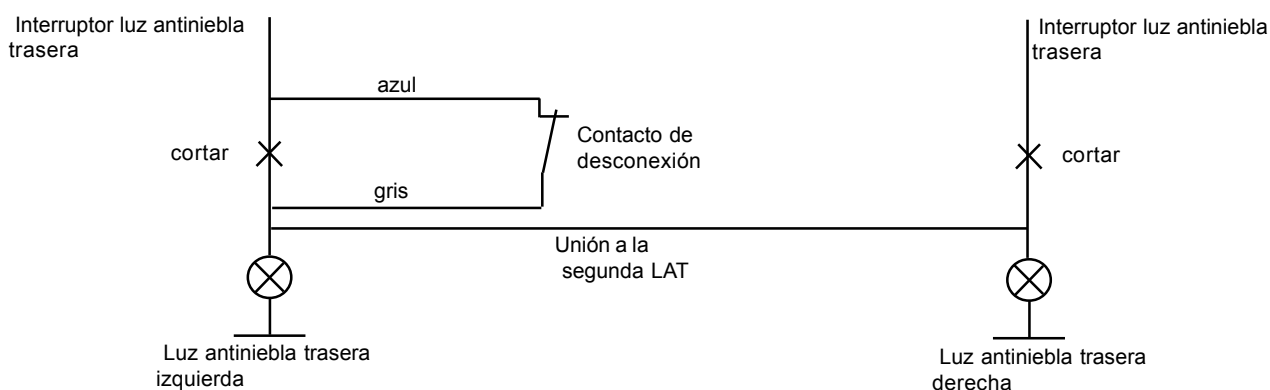 Interruptor luz antiniebla
trasera
Interruptor luz antiniebla
trasera
azul
Contacto de
desconexión
cortar
cortar
gris
Unión a la
segunda LAT
Luz antiniebla trasera
izquierda
Luz antiniebla trasera
derecha